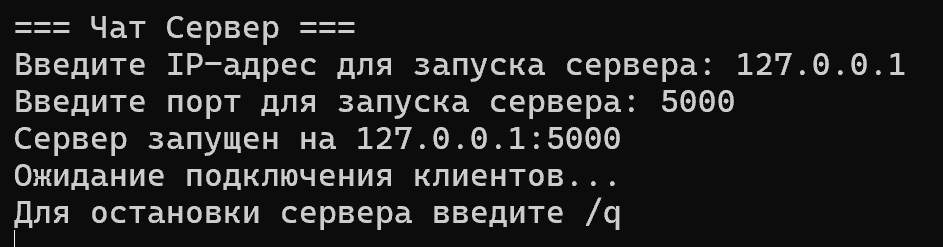 === Чат Сервер ===
Введите IP-адрес для запуска сервера: 127.0.0.1
Введите порт для запуска сервера: 5000
Сервер запущен на 127.0.0.1:5000
Ожидание подключения клиентов...
Для остановки сервера введите /q